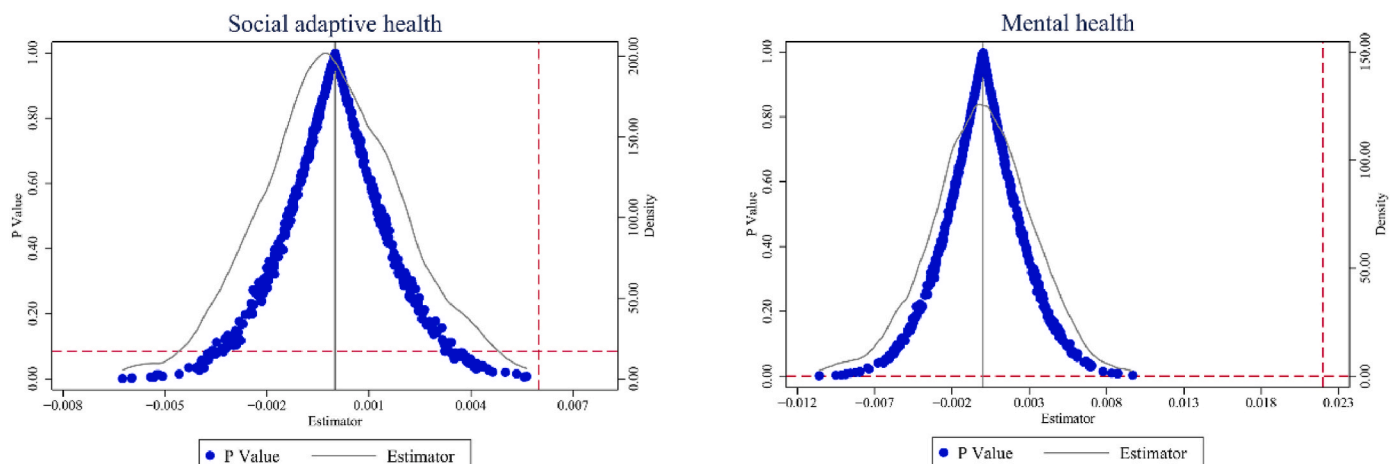 Social adaptive health
P Value
0.00 0.20 0.40 0.60 0.80 1.00
0.00 50.00 100.00 150.00 200.00
Density
−0.008 −0.005 −0.002 0.001 0.004 0.007
Estimator
P Value Estimator
Mental health
P Value
0.00 0.20 0.40 0.60 0.80 1.00
0.00 50.00 100.00 150.00
Density
−0.012 −0.007 −0.002 0.003 0.008 0.013 0.018 0.023
Estimator
P Value Estimator